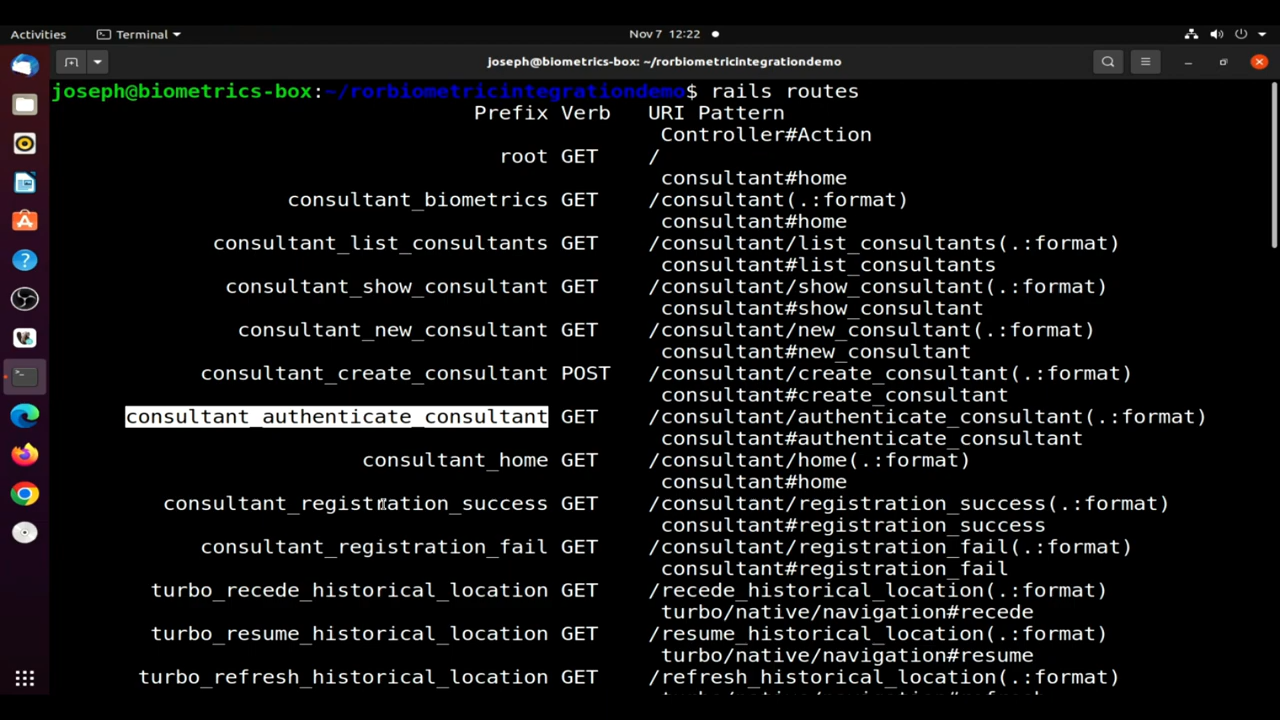 Activities Terminal Nov 7 12:22
joseph@biometrics-box: ~/rorbiometricintegrationdemo
joseph@biometrics-box:~/rorbiometricintegrationdemo$ rails routes
Prefix Verb URI Pattern
Controller#Action
root GET /
consultant#home
consultant_biometrics GET /consultant(.:format)
consultant#home
consultant_list_consultants GET /consultant/list_consultants(.:format)
consultant#list_consultants
consultant_show_consultant GET /consultant/show_consultant(.:format)
consultant#show_consultant
consultant_new_consultant GET /consultant/new_consultant(.:format)
consultant#new_consultant
consultant_create_consultant POST /consultant/create_consultant(.:format)
consultant#create_consultant
consultant_authenticate_consultant GET /consultant/authenticate_consultant(.:format)
consultant#authenticate_consultant
consultant_home GET /consultant/home(.:format)
consultant#home
consultant_registration_success GET /consultant/registration_success(.:format)
consultant#registration_success
consultant_registration_fail GET /consultant/registration_fail(.:format)
consultant#registration_fail
turbo_recede_historical_location GET /recede_historical_location(.:format)
turbo/native/navigation#recede
turbo_resume_historical_location GET /resume_historical_location(.:format)
turbo/native/navigation#resume
turbo_refresh_historical_location GET /refresh_historical_location(.:format)